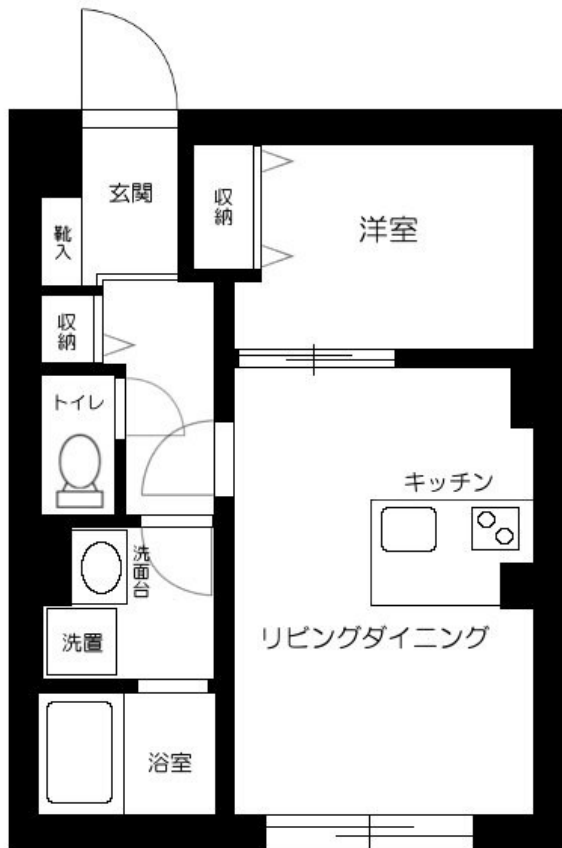 玄関
収納
洋室
靴入
収納
トイレ
キッチン
洗面台
洗置
リビングダイニング
浴室